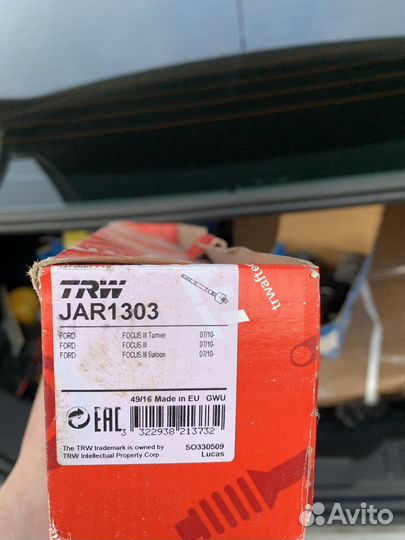 TRW
JAR1303
FORD FOCUS III Turnier 07/10-
FORD FOCUS III 07/10-
FORD FOCUS III Saloon 07/10-
49/16 Made in EU GWU
EAC
3 322938 213732
The TRW trademark is owned by
TRW Intellectual Property Corp.
SO330509
Lucas
trwafter
Avito